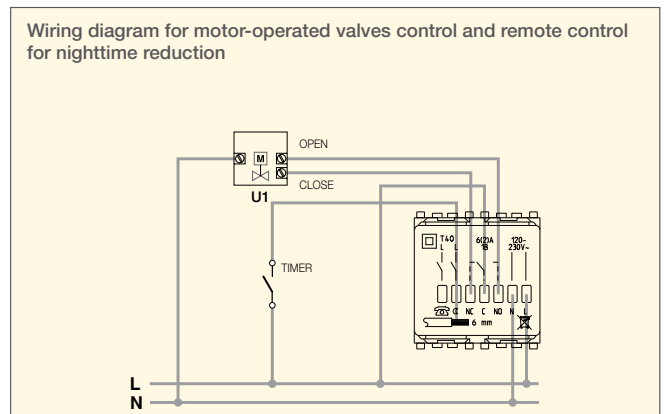 Wiring diagram for motor-operated valves control and remote control
for nighttime reduction
OPEN
M
CLOSE
U1
TIMER
T40
L L
6(2)A
1B
120-
230V~
NC C NO N L
6 mm
L
N